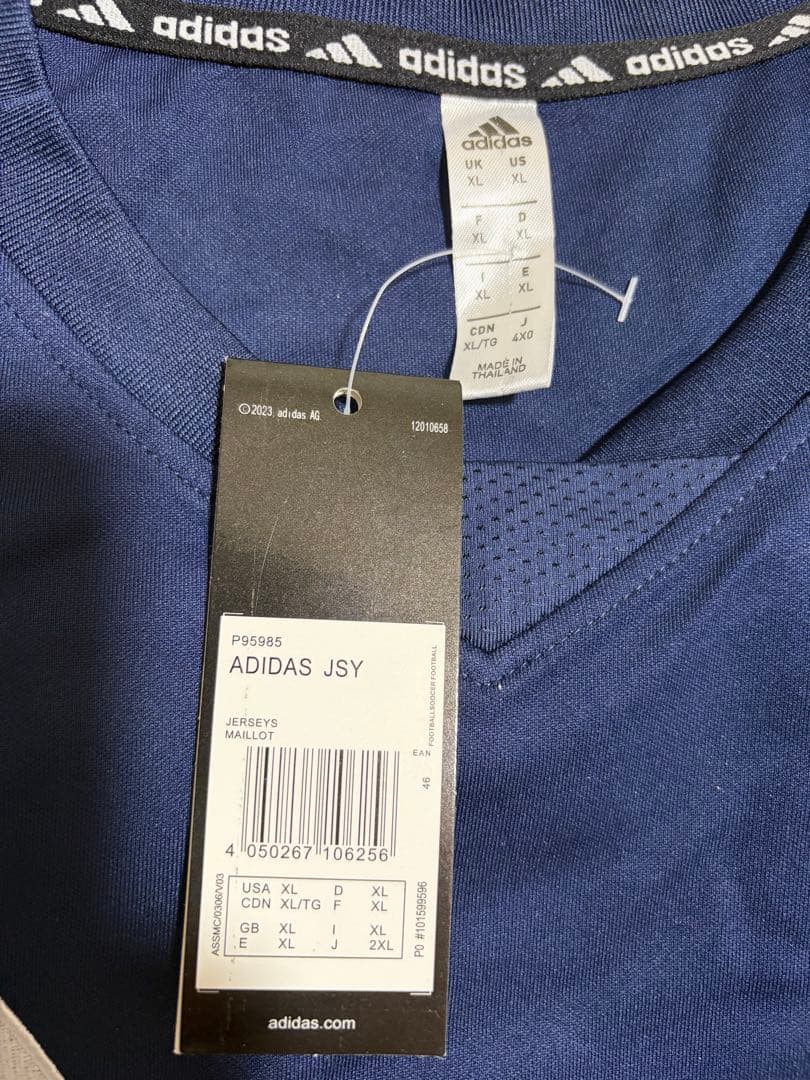 adidas adidas adidas
adidas
UK US
XL XL
F D
XL XL
I E
XL XL
CDN J
XL/TG 4XO
MADE IN
THAILAND
©2023 adidas AG.
12010658
P95985
ADIDAS JSY
JERSEYS
MAILLOT
FOOTBALLSOCCER FOOTBALL
EAN
46
4 050267 106256
USA XL D XL
CDN XL/TG F XL
GB XL I XL
E XL J 2XL
ASSMC/0306/V03
PO #101599596
adidas.com